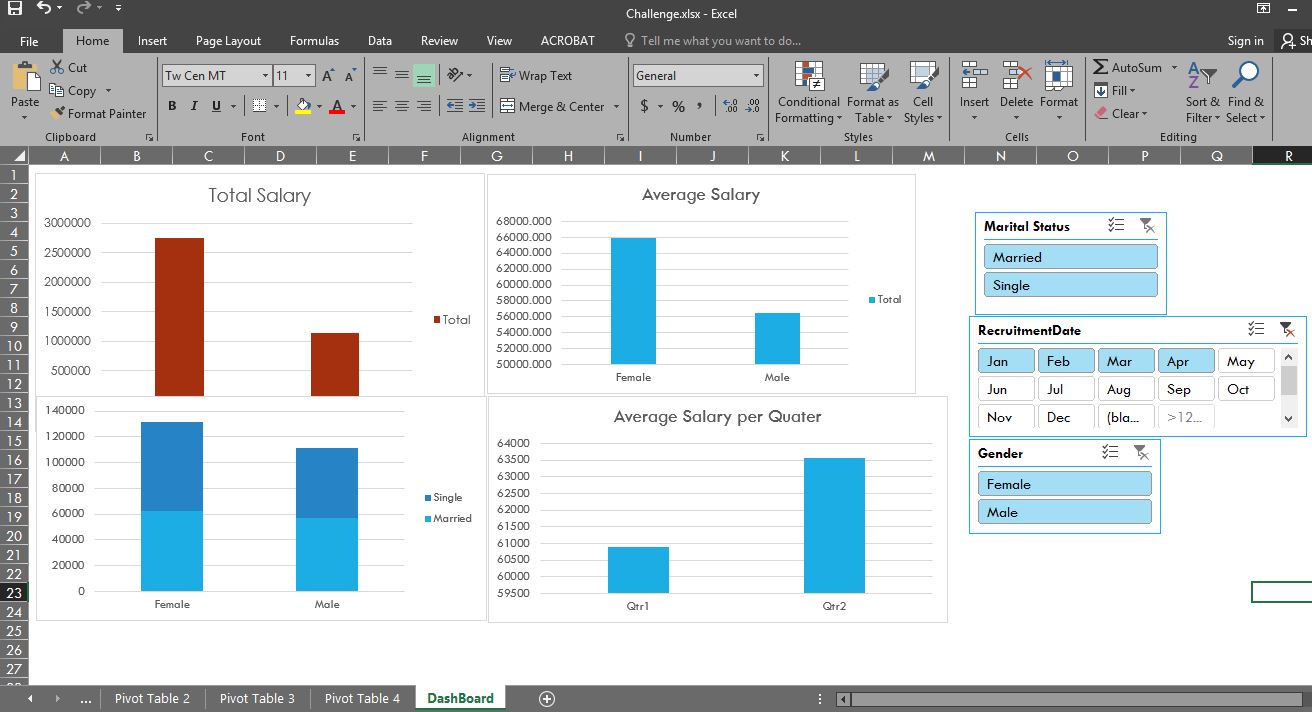 Challenge.xlsx - Excel
File Home Insert Page Layout Formulas Data Review View ACROBAT Tell me what you want to do... Sign in Sh
Paste
Cut
Copy
Format Painter
Clipboard
Tw Cen MT 11 A A
B I U A
Font
Wrap Text
Merge & Center
Alignment
General
$ % ,
Number
Conditional Formatting
Format as Table
Cell Styles
Styles
Insert Delete Format
Cells
AutoSum
Fill
Clear
Sort & Filter
Find & Select
Editing
A B C D E F G H I J K L M N O P Q R
1
2
3
4
5
6
7
8
9
10
11
12
13
14
15
16
17
18
19
20
21
22
23
24
25
26
27
Total Salary
3000000
2500000
2000000
1500000
1000000
500000
Total
Average Salary
68000.000
66000.000
64000.000
62000.000
60000.000
58000.000
56000.000
54000.000
52000.000
50000.000
Female Male
Total
140000
120000
100000
80000
60000
40000
20000
0
Female Male
Single
Married
Average Salary per Quater
64000
63500
63000
62500
62000
61500
61000
60500
60000
59500
Qtr1 Qtr2
Marital Status
Married
Single
RecruitmentDate
Jan Feb Mar Apr May
Jun Jul Aug Sep Oct
Nov Dec (bla... >12...
Gender
Female
Male
... Pivot Table 2 Pivot Table 3 Pivot Table 4 DashBoard